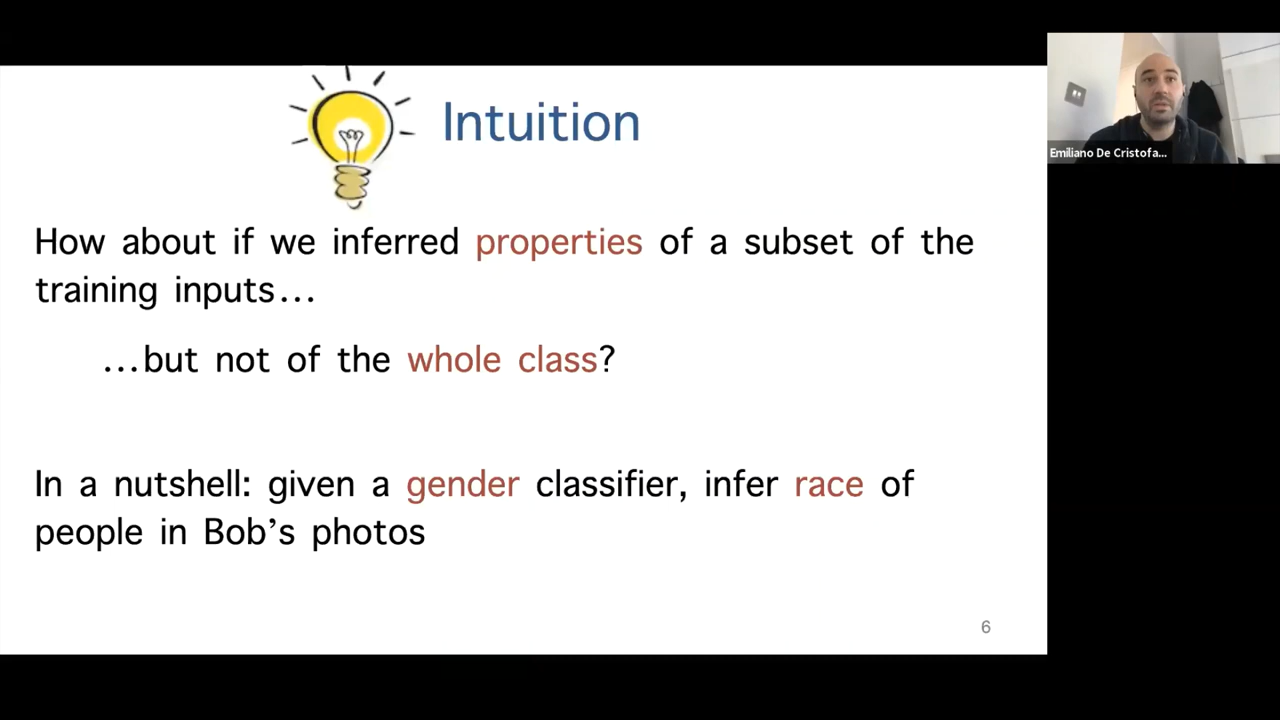 Intuition
How about if we inferred properties of a subset of the
training inputs…
…but not of the whole class?
In a nutshell: given a gender classifier, infer race of
people in Bob’s photos
6
Emiliano De Cristofa...